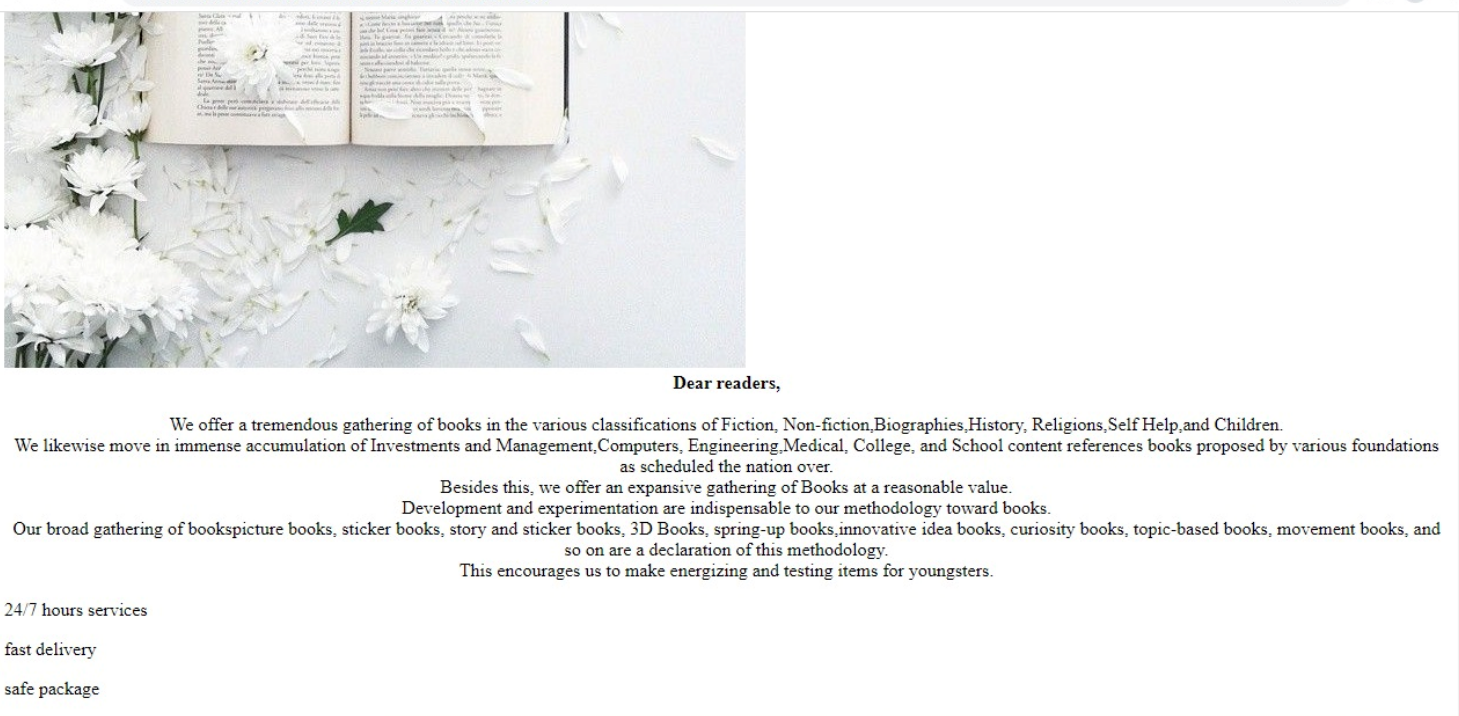 Dear readers,
We offer a tremendous gathering of books in the various classifications of Fiction, Non-fiction,Biographies,History, Religions,Self Help,and Children.
We likewise move in immense accumulation of Investments and Management,Computers, Engineering,Medical, College, and School content references books proposed by various foundations
as scheduled the nation over.
Besides this, we offer an expansive gathering of Books at a reasonable value.
Development and experimentation are indispensable to our methodology toward books.
Our broad gathering of bookspicture books, sticker books, story and sticker books, 3D Books, spring-up books,innovative idea books, curiosity books, topic-based books, movement books, and
so on are a declaration of this methodology.
This encourages us to make energizing and testing items for youngsters.
24/7 hours services
fast delivery
safe package